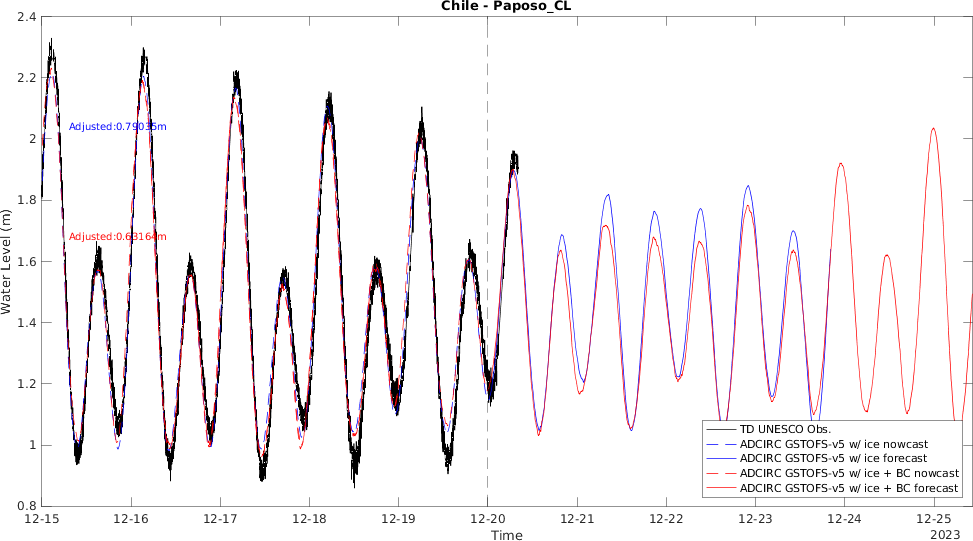 Chile - Paposo_CL
2.4
2.2
2
1.8
1.6
1.4
1.2
1
0.8
Water Level (m)
Adjusted:0.79035m
Adjusted:0.63164m
TD UNESCO Obs.
ADCIRC GSTOFS-v5 w/ ice nowcast
ADCIRC GSTOFS-v5 w/ ice forecast
ADCIRC GSTOFS-v5 w/ ice + BC nowcast
ADCIRC GSTOFS-v5 w/ ice + BC forecast
12-15 12-16 12-17 12-18 12-19 12-20 12-21 12-22 12-23 12-24 12-25
2023
Time